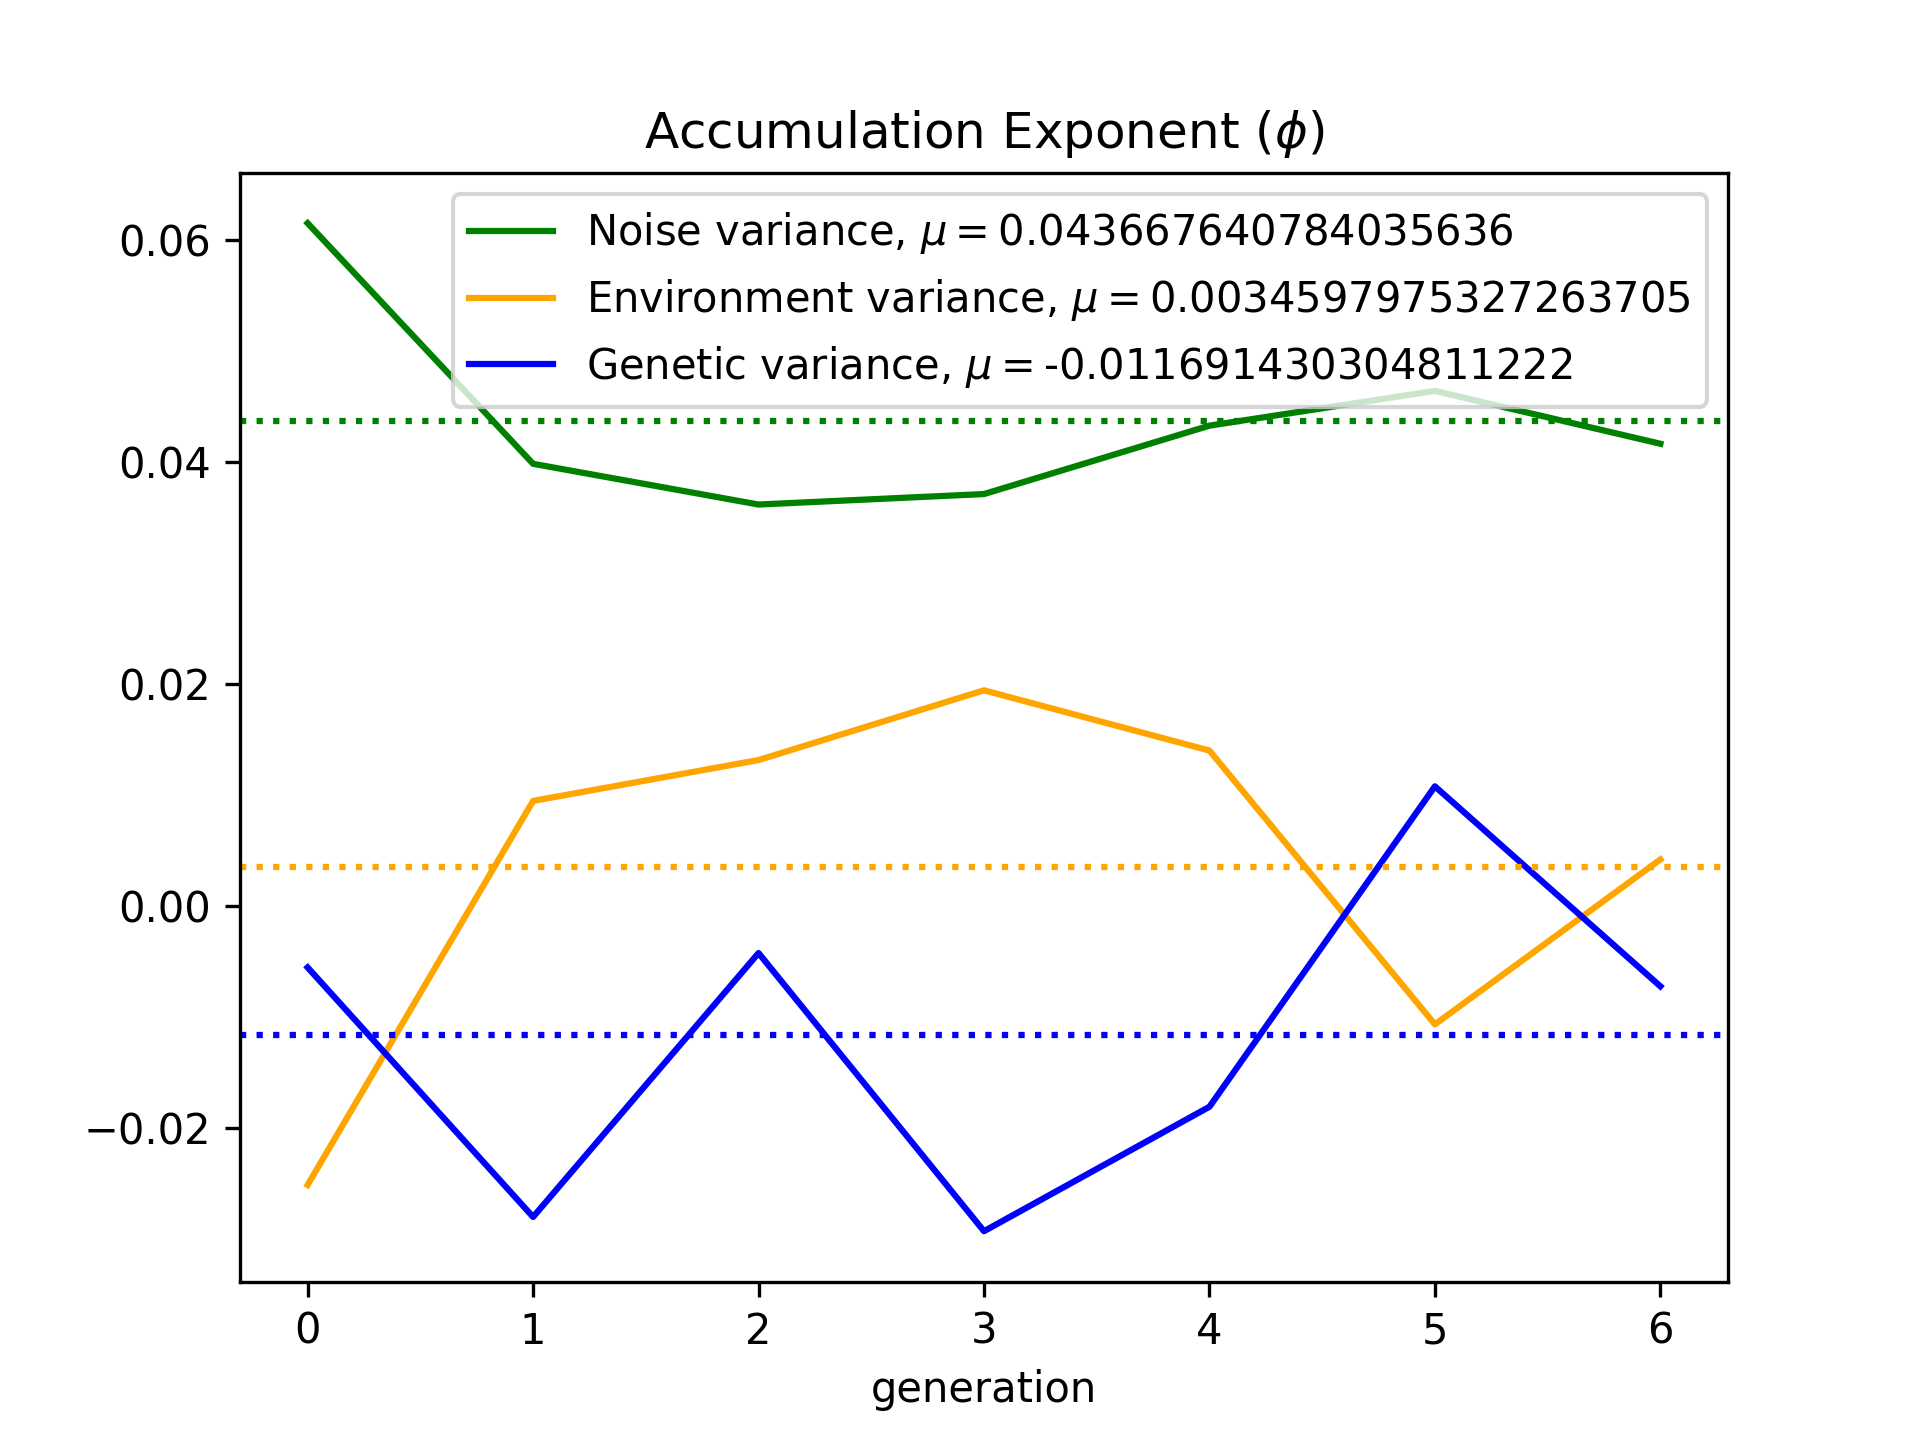 Accumulation Exponent (ϕ)
Noise variance, μ = 0.043667640784035636
Environment variance, μ = 0.0034597975327263705
Genetic variance, μ = -0.011691430304811222
0.06
0.04
0.02
0.00
−0.02
0 1 2 3 4 5 6
generation